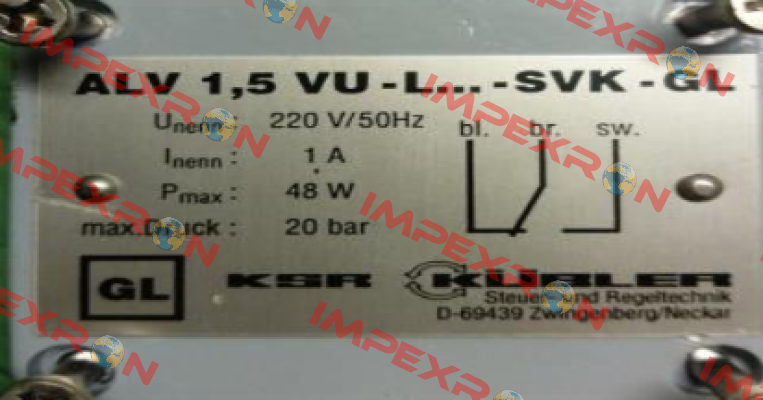 ALV 1,5 VU-L...-SVK-GL
Unenn : 220 V/50Hz
Inenn : 1 A
Pmax : 48 W
max.Druck : 20 bar
bl. br. sw.
GL KSR KÜBLER
Steuer- und Regeltechnik
D-69439 Zwingenberg/Neckar
IMPEXRON